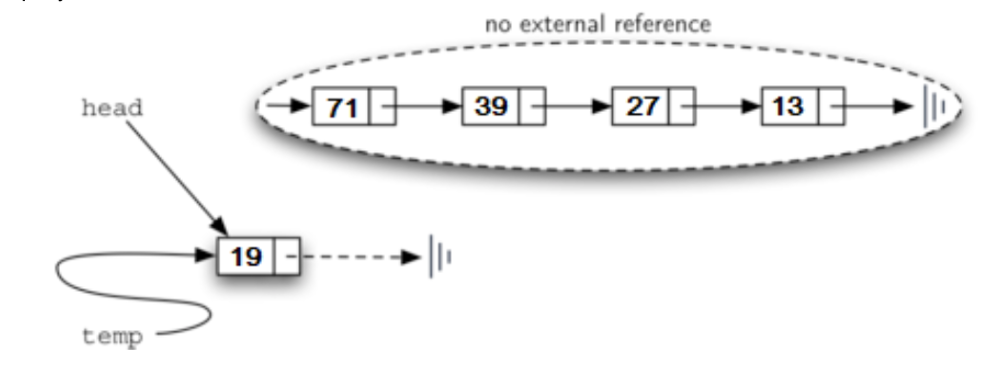 no external reference
head
71 39 27 13
19
temp